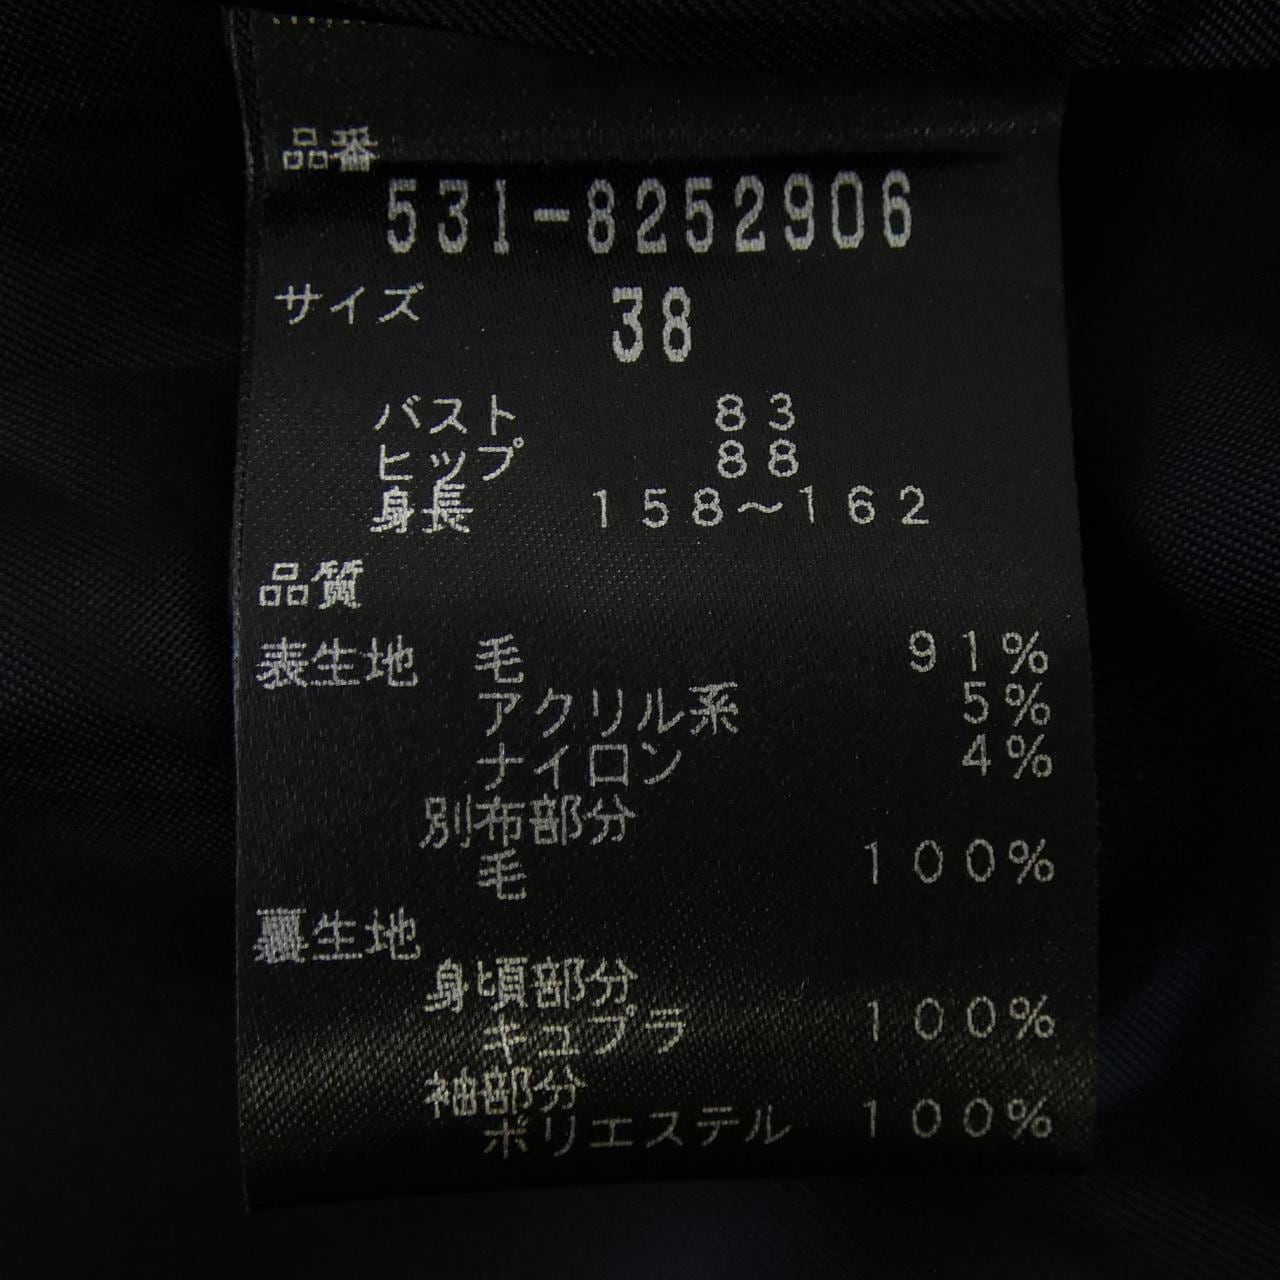 品番
531-8252906
サイズ 38
バスト 83
ヒップ 88
身長 158～162
品質
表生地 毛 91%
アクリル系 5%
ナイロン 4%
別布部分
毛 100%
裏生地
身頃部分
キュプラ 100%
袖部分
ポリエステル 100%